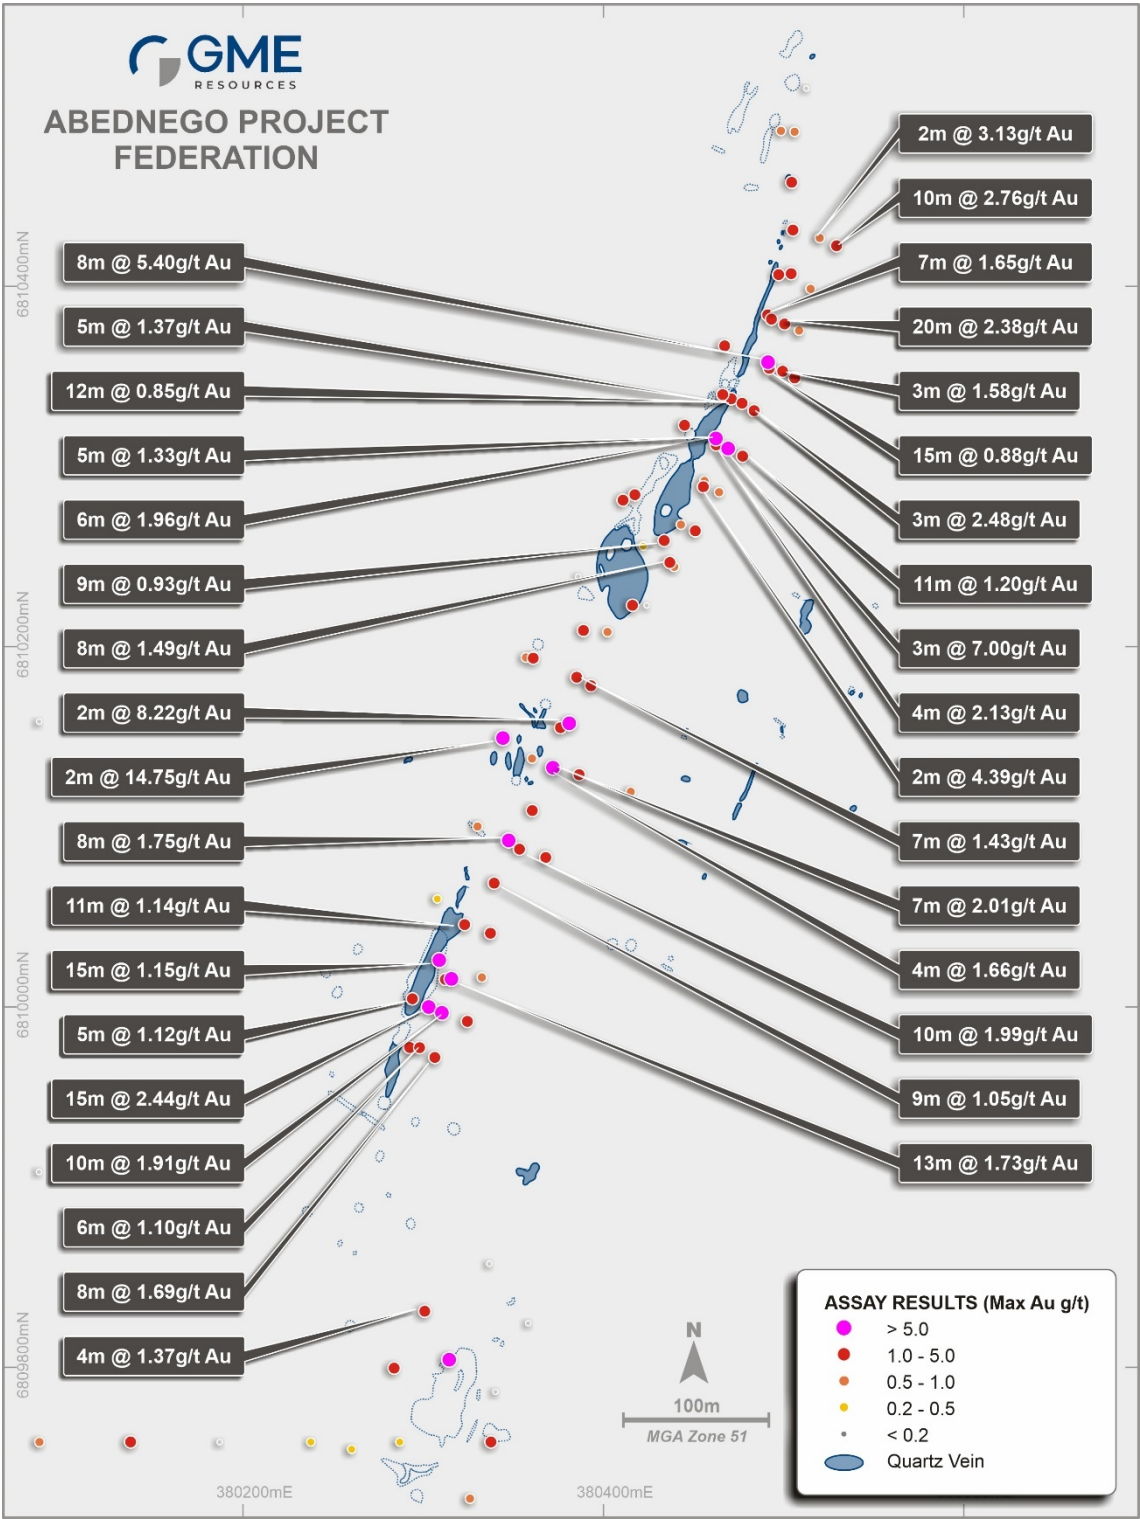 GME
RESOURCES
ABEDNEGO PROJECT
FEDERATION
8m @ 5.40g/t Au
5m @ 1.37g/t Au
12m @ 0.85g/t Au
5m @ 1.33g/t Au
6m @ 1.96g/t Au
9m @ 0.93g/t Au
8m @ 1.49g/t Au
2m @ 8.22g/t Au
2m @ 14.75g/t Au
8m @ 1.75g/t Au
11m @ 1.14g/t Au
15m @ 1.15g/t Au
5m @ 1.12g/t Au
15m @ 2.44g/t Au
10m @ 1.91g/t Au
6m @ 1.10g/t Au
8m @ 1.69g/t Au
4m @ 1.37g/t Au
2m @ 3.13g/t Au
10m @ 2.76g/t Au
7m @ 1.65g/t Au
20m @ 2.38g/t Au
3m @ 1.58g/t Au
15m @ 0.88g/t Au
3m @ 2.48g/t Au
11m @ 1.20g/t Au
3m @ 7.00g/t Au
4m @ 2.13g/t Au
2m @ 4.39g/t Au
7m @ 1.43g/t Au
7m @ 2.01g/t Au
4m @ 1.66g/t Au
10m @ 1.99g/t Au
9m @ 1.05g/t Au
13m @ 1.73g/t Au
6810400mN
6810200mN
6810000mN
6809800mN
380200mE
380400mE
N
100m
MGA Zone 51
ASSAY RESULTS (Max Au g/t)
> 5.0
1.0 - 5.0
0.5 - 1.0
0.2 - 0.5
< 0.2
Quartz Vein